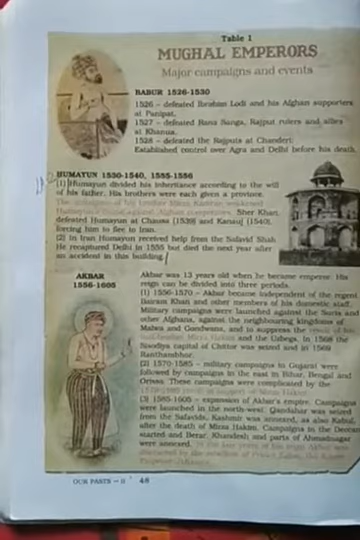 Table 1
MUGHAL EMPERORS
Major campaigns and events
BABUR 1526-1530
1526 – defeated Ibrahim Lodi and his Afghan supporters
at Panipat.
1527 – defeated Rana Sanga, Rajput rulers and allies
at Khanua.
1528 – defeated the Rajputs at Chanderi;
Established control over Agra and Delhi before his death.
HUMAYUN 1530-1540, 1555-1556
(1) Humayun divided his inheritance according to the will
of his father. His brothers were each given a province.
The ambitions of his brother Mirza Kamran weakened
Humayun's cause against Afghan competitors. Sher Khan
defeated Humayun at Chausa (1539) and Kanauj (1540),
forcing him to flee to Iran.
(2) In Iran Humayun received help from the Safavid Shah.
He recaptured Delhi in 1555 but died the next year after
an accident in this building.
AKBAR
1556-1605
Akbar was 13 years old when he became emperor. His
reign can be divided into three periods.
(1) 1556-1570 – Akbar became independent of the regent
Bairam Khan and other members of his domestic staff.
Military campaigns were launched against the Suris and
other Afghans, against the neighbouring kingdoms of
Malwa and Gondwana, and to suppress the revolt of his
half-brother Mirza Hakim and the Uzbegs. In 1568 the
Sisodiya capital of Chittor was seized and in 1569
Ranthambhor.
(2) 1570-1585 – military campaigns in Gujarat were
followed by campaigns in the east in Bihar, Bengal and
Orissa. These campaigns were complicated by the
1579-1580 revolt in support of Mirza Hakim.
(3) 1585-1605 – expansion of Akbar's empire. Campaigns
were launched in the north-west. Qandahar was seized
from the Safavids, Kashmir was annexed, as also Kabul,
after the death of Mirza Hakim. Campaigns in the Deccan
started and Berar, Khandesh and parts of Ahmadnagar
were annexed. In the last years of his reign Akbar was
distracted by the rebellion of Prince Salim, the future
Emperor Jahangir.
OUR PASTS – II 48